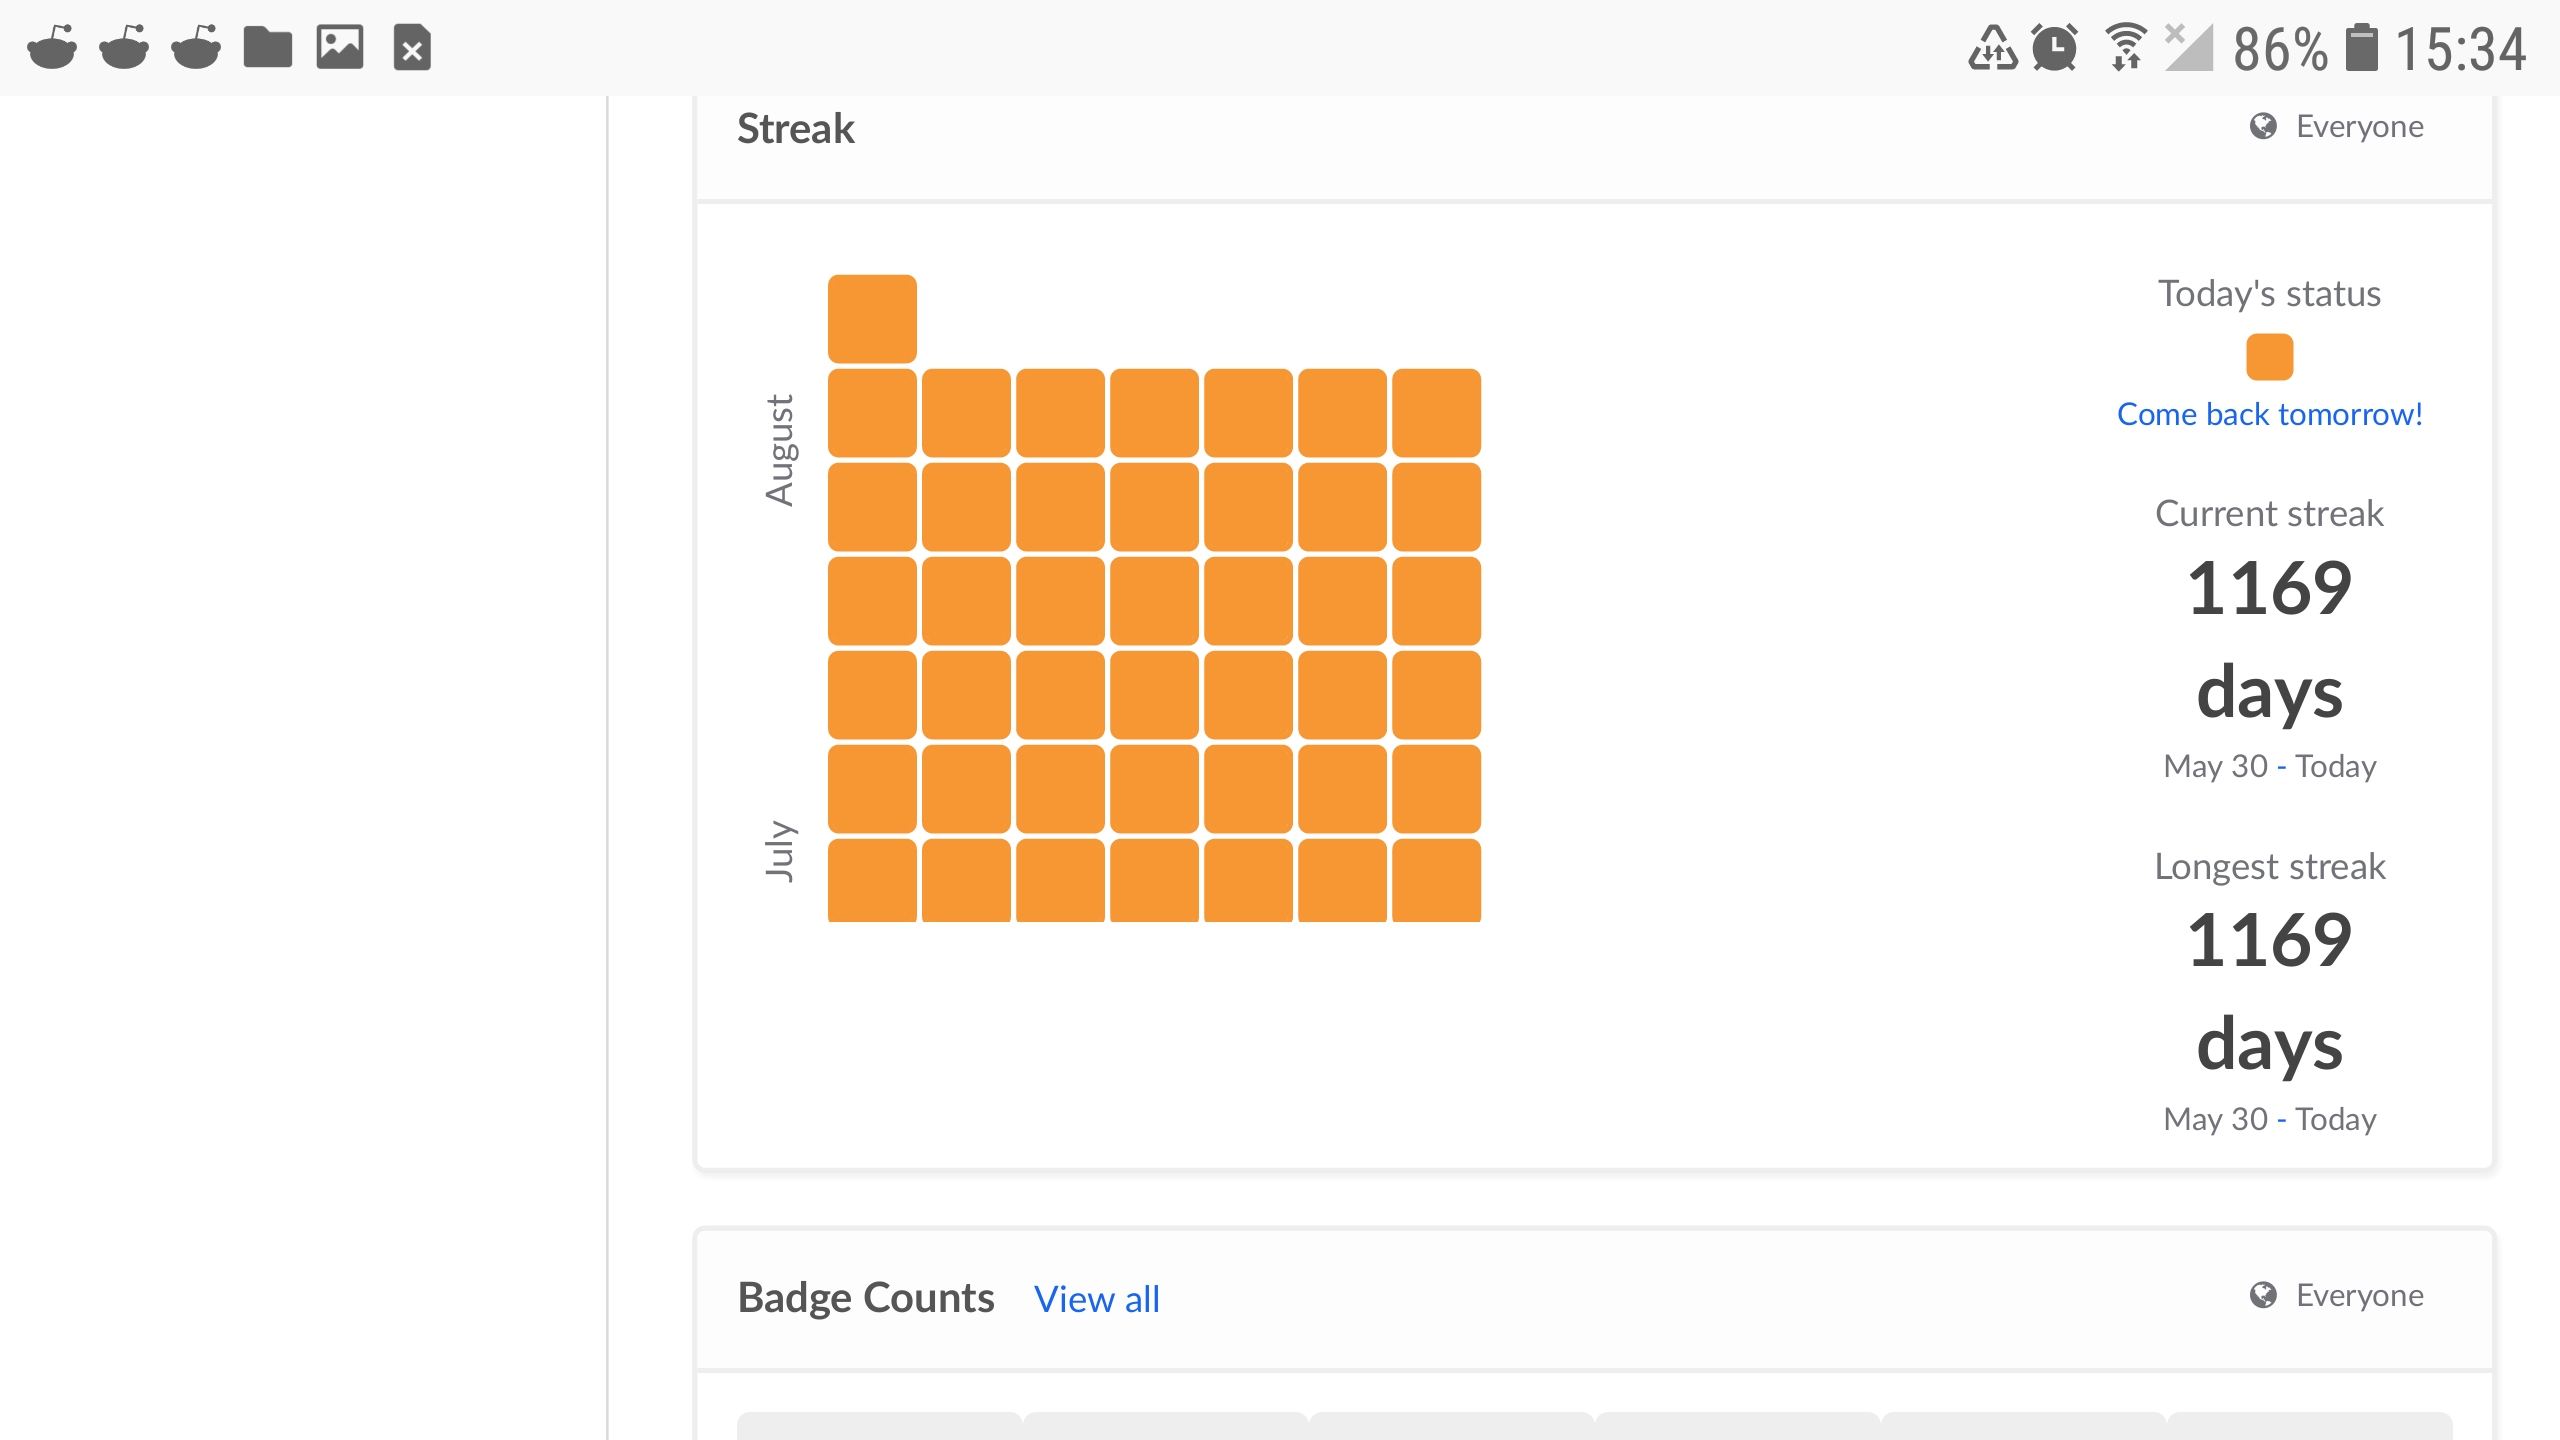 86% 15:34
Streak
Everyone
August
July
Today's status
Come back tomorrow!
Current streak
1169
days
May 30 - Today
Longest streak
1169
days
May 30 - Today
Badge Counts View all
Everyone